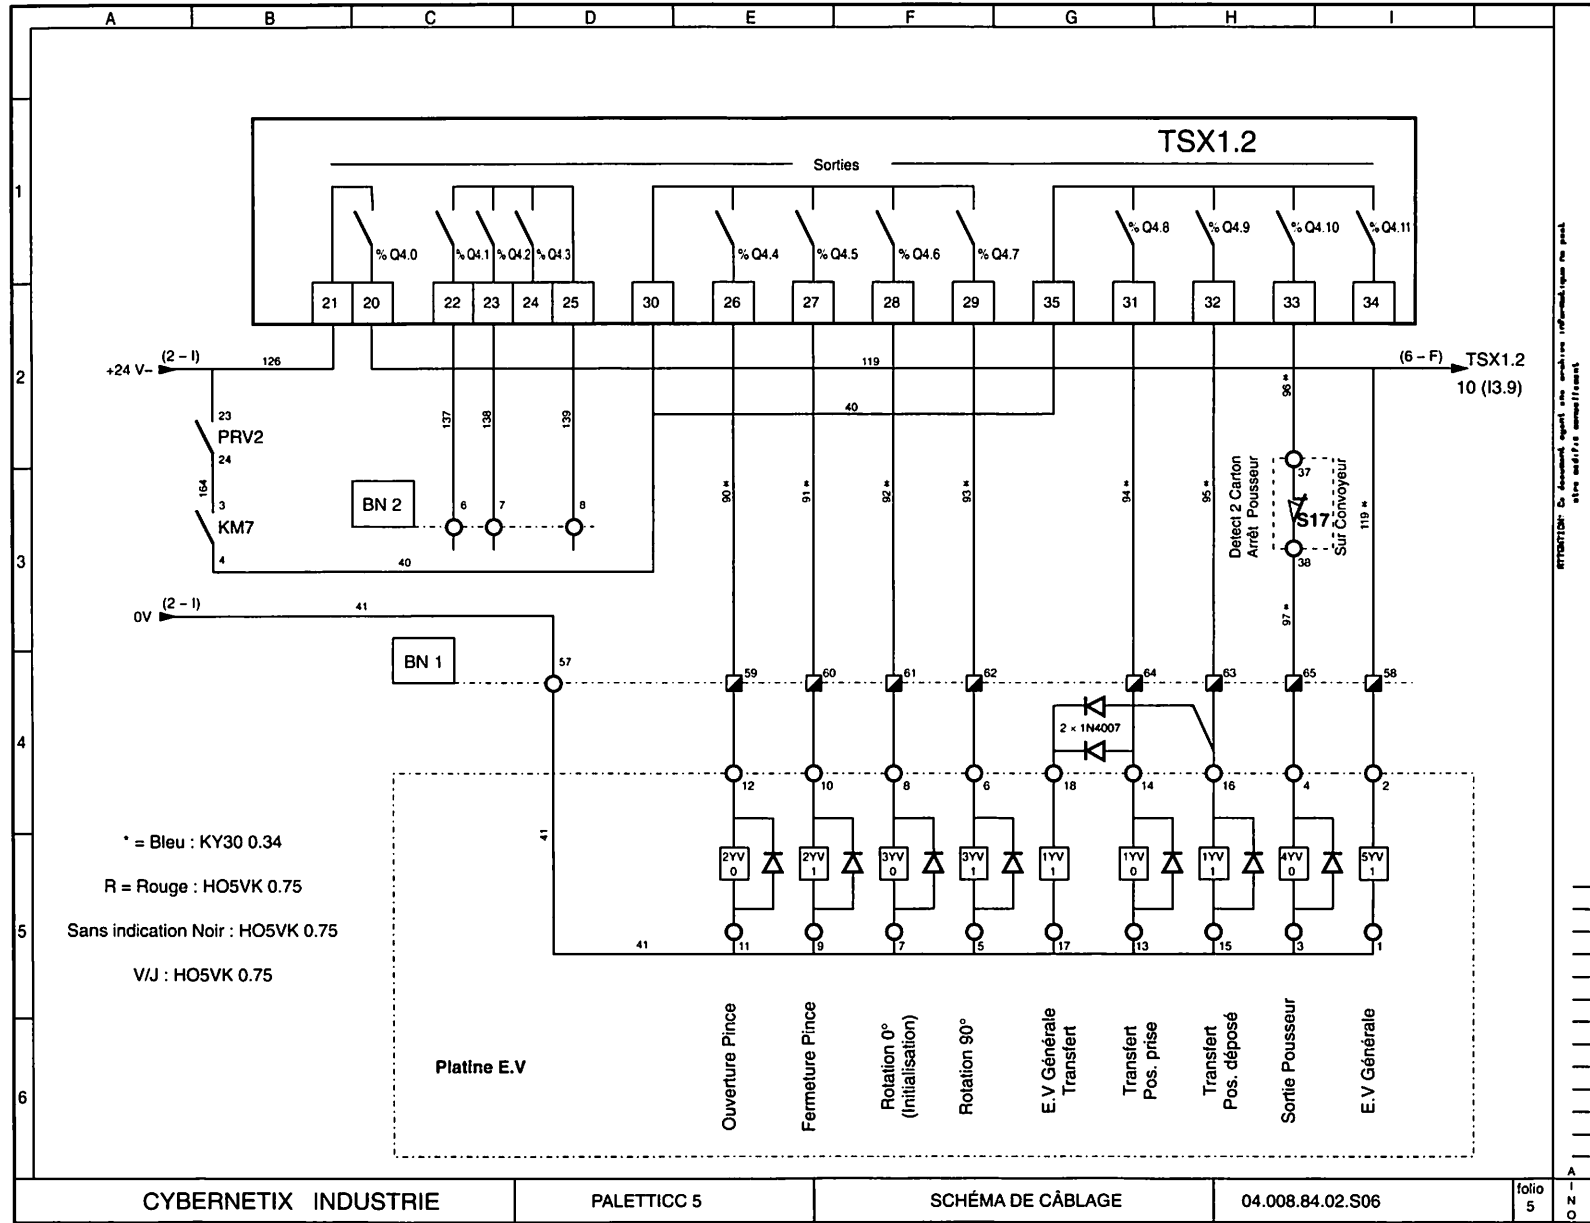 A B C D E F G H I
TSX1.2
Sorties
1
% Q4.0 % Q4.1 % Q4.2 % Q4.3 % Q4.4 % Q4.5 % Q4.6 % Q4.7 % Q4.8 % Q4.9 % Q4.10 % Q4.11
21 20 22 23 24 25 30 26 27 28 29 35 31 32 33 34
+24 V~ (2 – I) 126 119 (6 – F) TSX1.2
10 (I3.9)
2
40
137 138 139 96 *
23
PRV2
24
164
3
KM7
4
BN 2
6 7 8
90 * 91 * 92 * 93 * 94 * 95 * 119 *
Detect 2 Carton
Arrêt Pousseur
37
S17
38
Sur Convoyeur
3
40
97 *
0V (2 – I) 41
BN 1
57 59 60 61 62 64 63 65 58
4
2 × 1N4007
12 10 8 6 18 14 16 4 2
41
* = Bleu : KY30 0.34
R = Rouge : HO5VK 0.75
Sans indication Noir : HO5VK 0.75
V/J : HO5VK 0.75
2YV 0
2YV 1
3YV 0
3YV 1
1YV 1
1YV 0
1YV 1
4YV 0
5YV 1
5
41
11 9 7 5 17 13 15 3 1
Platine E.V
Ouverture Pince
Fermeture Pince
Rotation 0°
(Initialisation)
Rotation 90°
E.V Générale
Transfert
Transfert
Pos. prise
Transfert
Pos. déposé
Sortie Pousseur
E.V Générale
6
CYBERNETIX INDUSTRIE
PALETTICC 5
SCHÉMA DE CÂBLAGE
04.008.84.02.S06
folio
5
A
I
N
O